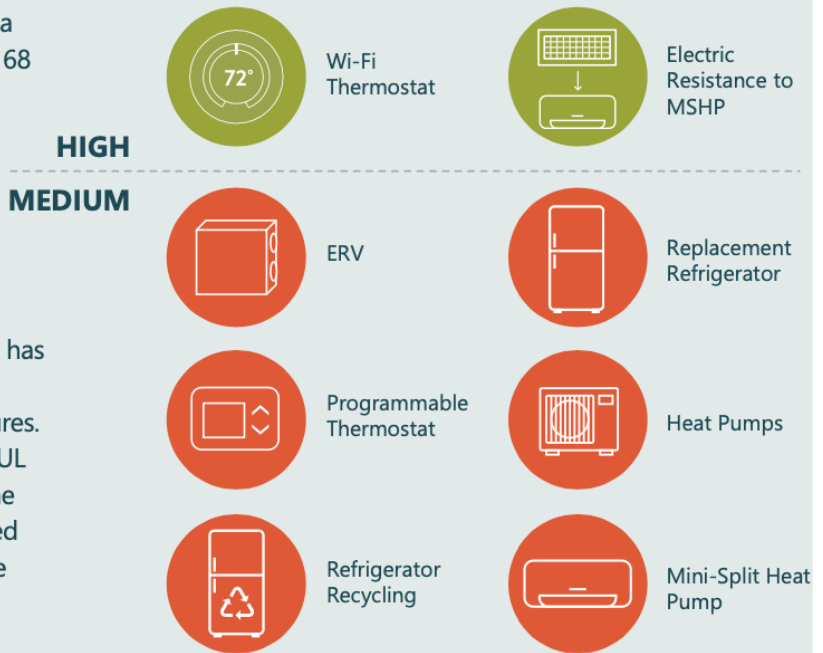 a
68
HIGH
72°
Wi-Fi
Thermostat
Electric
Resistance to
MSHP
MEDIUM
ERV
Replacement
Refrigerator
has
ures.
UL
ne
ed
e
Programmable
Thermostat
Heat Pumps
Refrigerator
Recycling
Mini-Split Heat
Pump